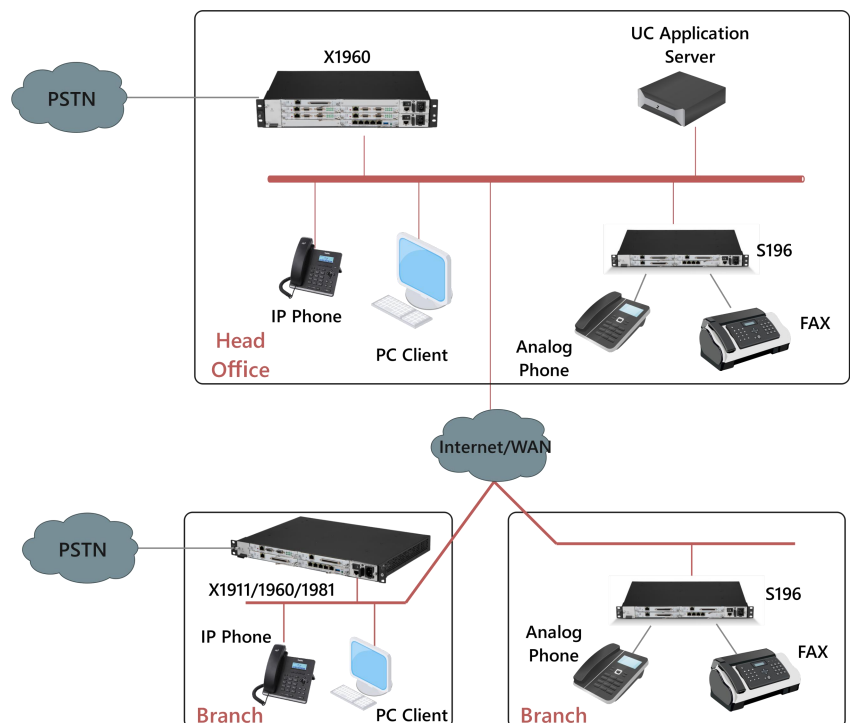 UC Application
Server
X1960
PSTN
S196
IP Phone
FAX
Head
Office
PC Client
Analog
Phone
Internet/WAN
PSTN
X1911/1960/1981
S196
IP Phone
Analog
Phone
FAX
Branch
PC Client
Branch